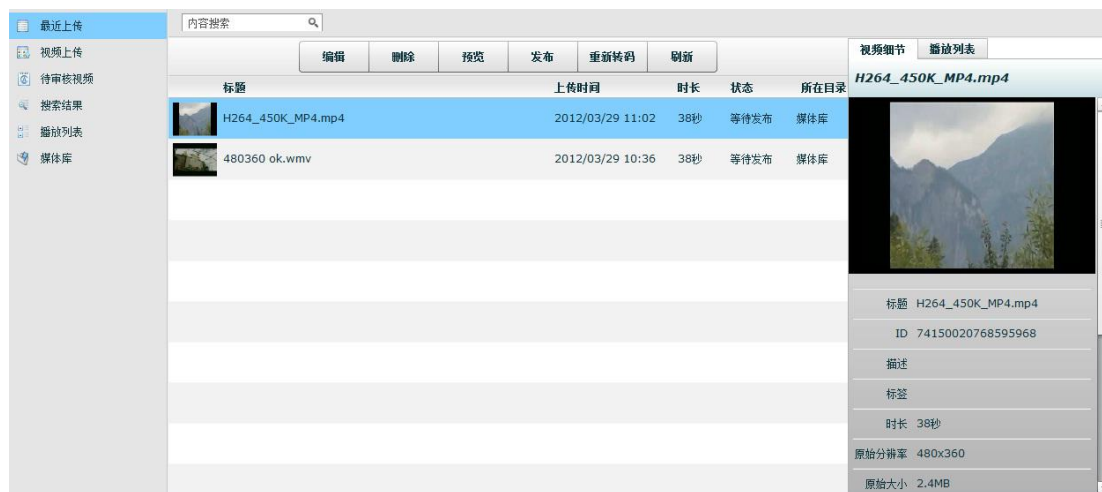 最近上传
视频上传
待审核视频
搜索结果
播放列表
媒体库
内容搜索
编辑 删除 预览 发布 重新转码 刷新
标题 上传时间 时长 状态 所在目录
H264_450K_MP4.mp4 2012/03/29 11:02 38秒 等待发布 媒体库
480360 ok.wmv 2012/03/29 10:36 38秒 等待发布 媒体库
视频细节 播放列表
H264_450K_MP4.mp4
标题 H264_450K_MP4.mp4
ID 74150020768595968
描述
标签
时长 38秒
原始分辨率 480x360
原始大小 2.4MB